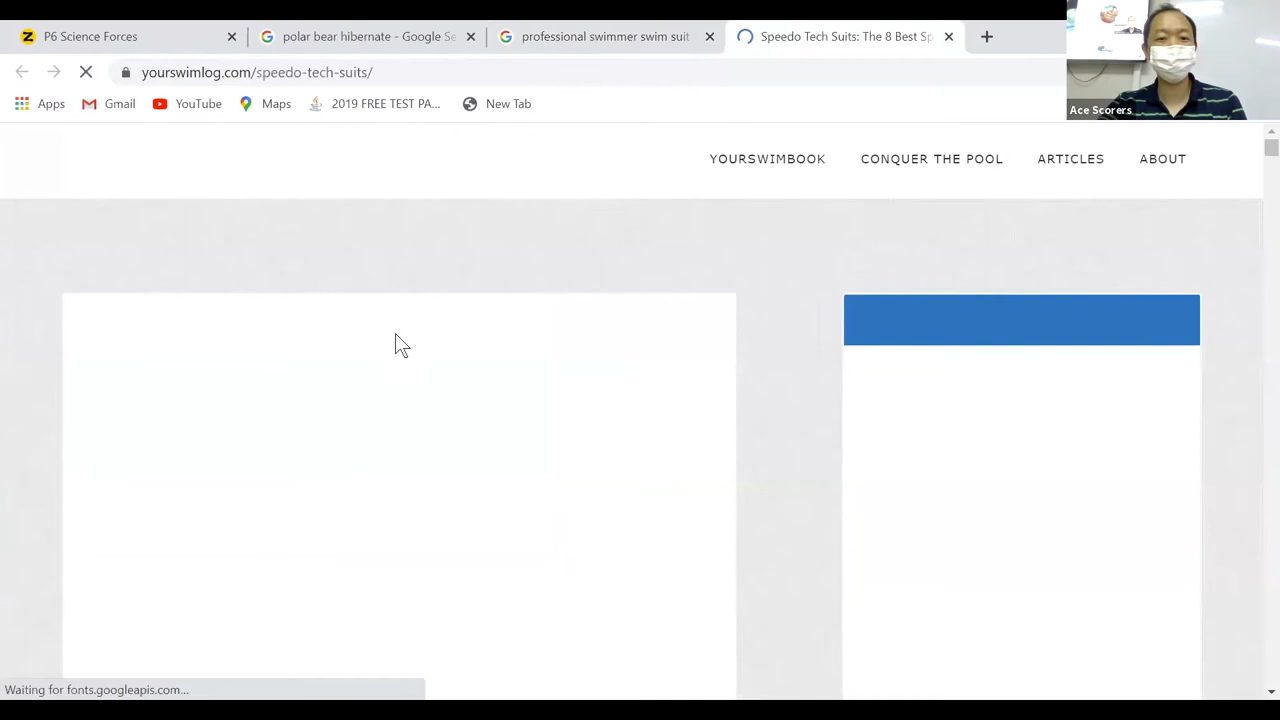 P6 Science Forces
polar bear hibernate - Google Se
professional swimmer swim suit
Speedo Tech Suits: The 8 Best Sp
yourswimlog.com/speedo-tech-suits/
Apps
Gmail
YouTube
Maps
2019 FREE TEST PA...
New Tab
Ace Scorers
YOURSWIMBOOK
CONQUER THE POOL
ARTICLES
ABOUT
Waiting for fonts.googleapis.com...